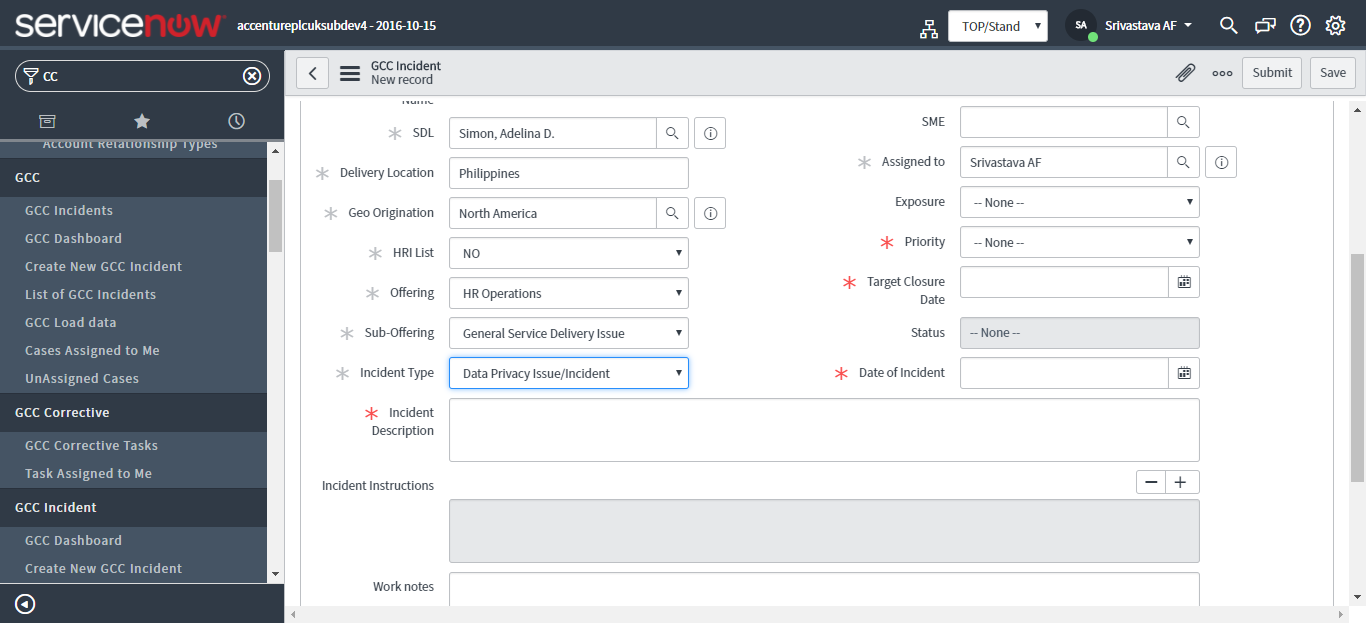 servicenow accentureplcuksubdev4 - 2016-10-15
TOP/Stand
SA
Srivastava AF
CC
Account Relationship Types
GCC
GCC Incidents
GCC Dashboard
Create New GCC Incident
List of GCC Incidents
GCC Load data
Cases Assigned to Me
UnAssigned Cases
GCC Corrective
GCC Corrective Tasks
Task Assigned to Me
GCC Incident
GCC Dashboard
Create New GCC Incident
GCC Incident
New record
Submit
Save
Name
SDL
Simon, Adelina D.
Delivery Location
Philippines
Geo Origination
North America
HRI List
NO
Offering
HR Operations
Sub-Offering
General Service Delivery Issue
Incident Type
Data Privacy Issue/Incident
SME
Assigned to
Srivastava AF
Exposure
-- None --
Priority
-- None --
Target Closure
Date
Status
-- None --
Date of Incident
Incident
Description
Incident Instructions
Work notes